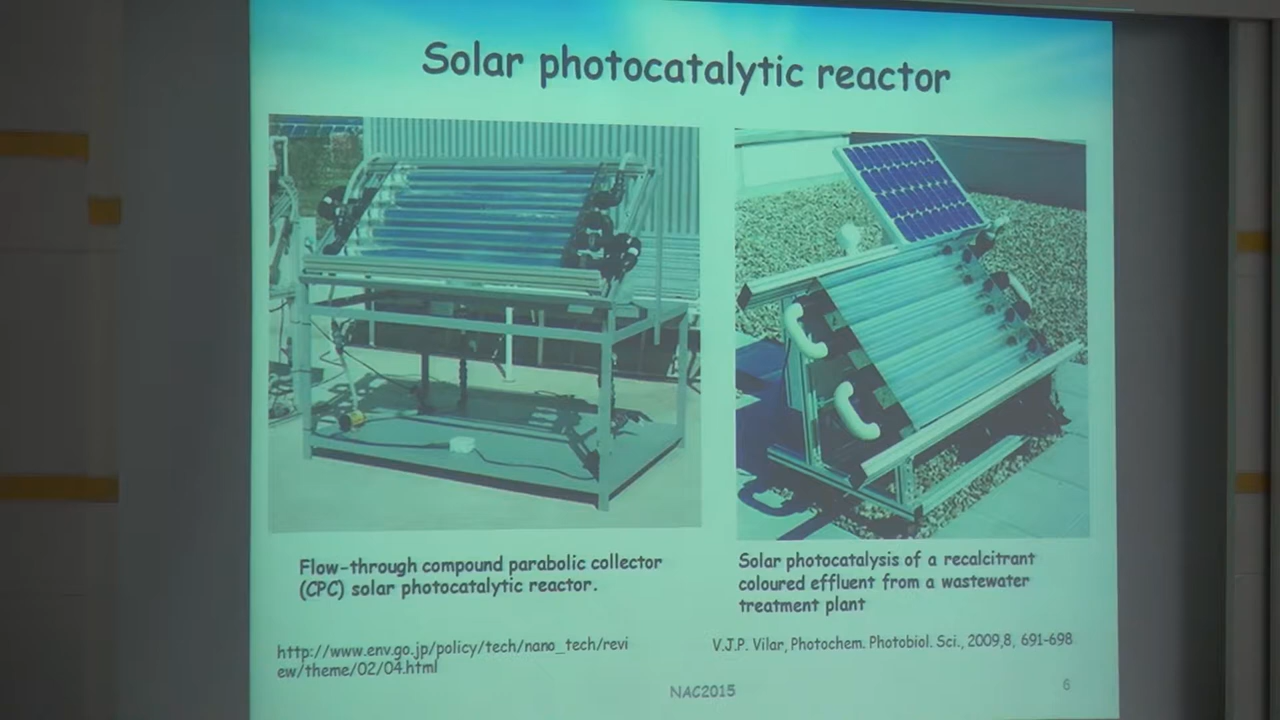 Solar photocatalytic reactor
Flow-through compound parabolic collector
(CPC) solar photocatalytic reactor.
Solar photocatalysis of a recalcitrant
coloured effluent from a wastewater
treatment plant
http://www.env.go.jp/policy/tech/nano_tech/revi
ew/theme/02/04.html
V.J.P. Vilar, Photochem. Photobiol. Sci., 2009,8, 691-698
NAC2015
6